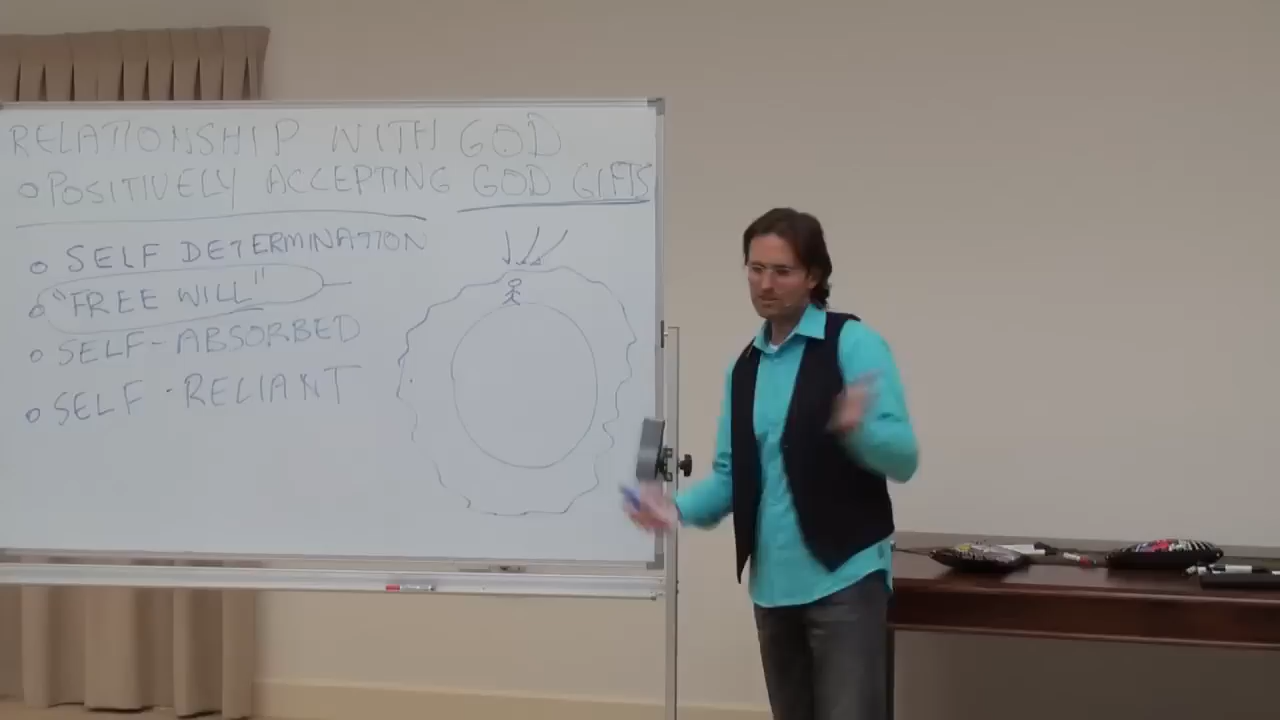 RELATIONSHIP WITH GOD
• POSITIVELY ACCEPTING GOD GIFTS
• SELF DETERMINATION
• "FREE WILL"
• SELF-ABSORBED
• SELF-RELIANT